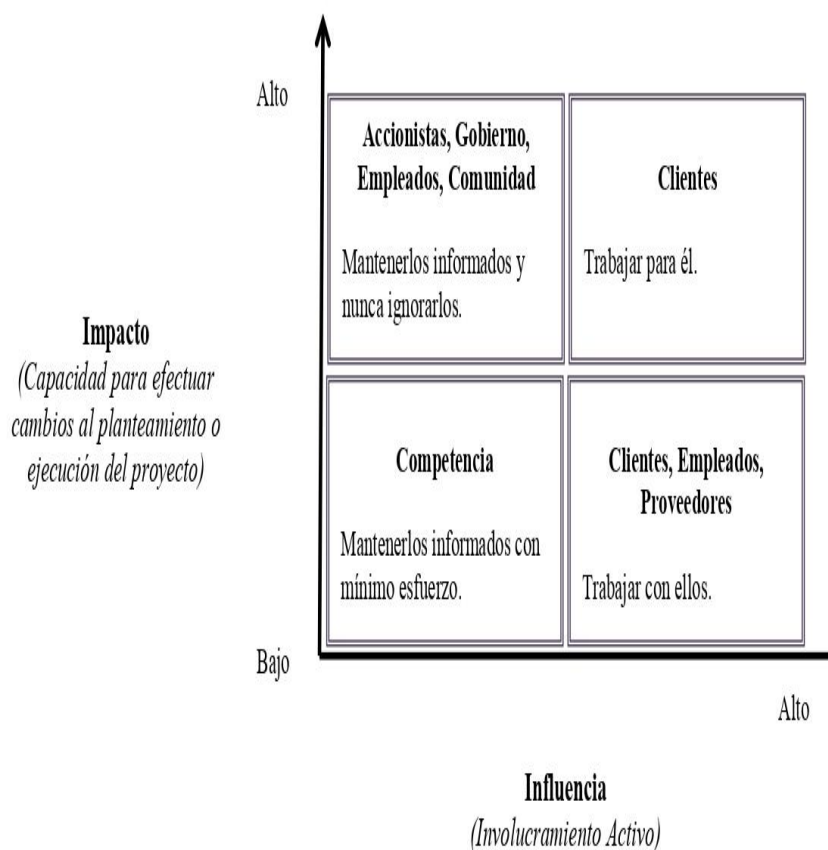 Alto
Accionistas, Gobierno,
Empleados, Comunidad
Mantenerlos informados y
nunca ignorarlos.
Clientes
Trabajar para él.
Impacto
(Capacidad para efectuar
cambios al planteamiento o
ejecución del proyecto)
Competencia
Mantenerlos informados con
mínimo esfuerzo.
Clientes, Empleados,
Proveedores
Trabajar con ellos.
Bajo
Alto
Influencia
(Involucramiento Activo)